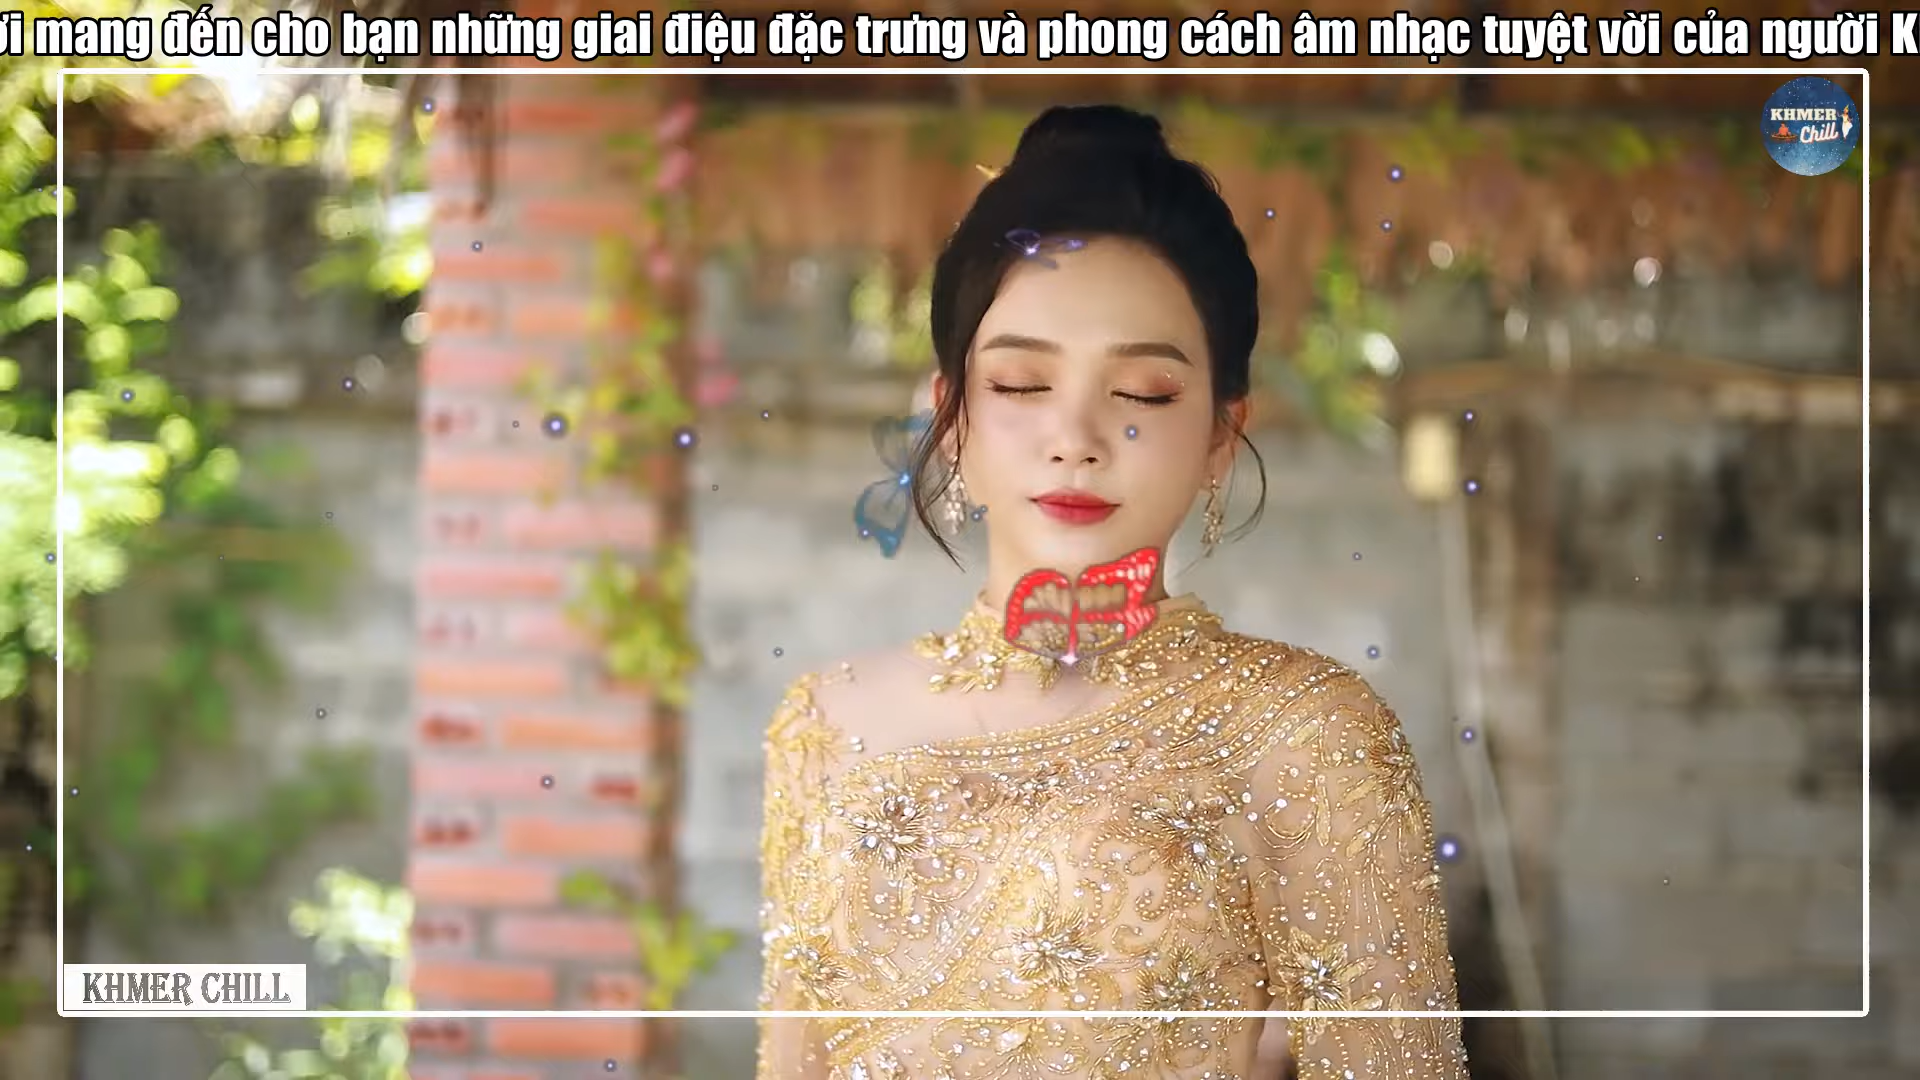 ơi mang đến cho bạn những giai điệu đặc trưng và phong cách âm nhạc tuyệt vời của người K
KHMER
Chill
KHMER CHILL